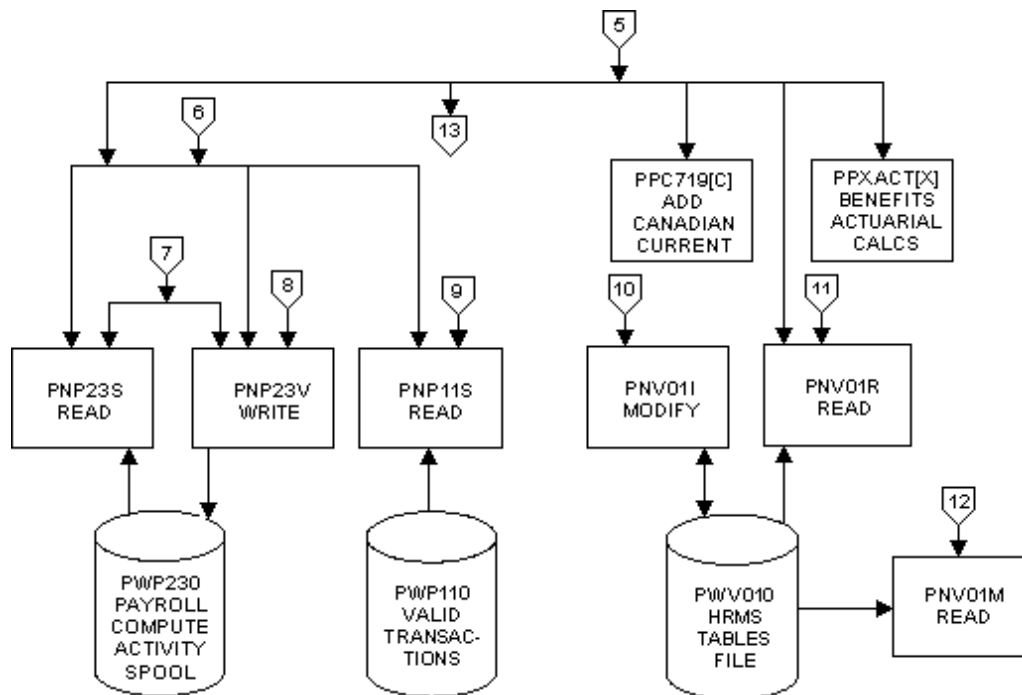 5
6
13
PPC719[C]
ADD
CANADIAN
CURRENT
PPXACT[X]
BENEFITS
ACTUARIAL
CALCS
7
8
9
10
11
PNP23S
READ
PNP23V
WRITE
PNP11S
READ
PNV01I
MODIFY
PNV01R
READ
12
PWP230
PAYROLL
COMPUTE
ACTIVITY
SPOOL
PWP110
VALID
TRANSAC-
TIONS
PWV010
HRMS
TABLES
FILE
PNV01M
READ